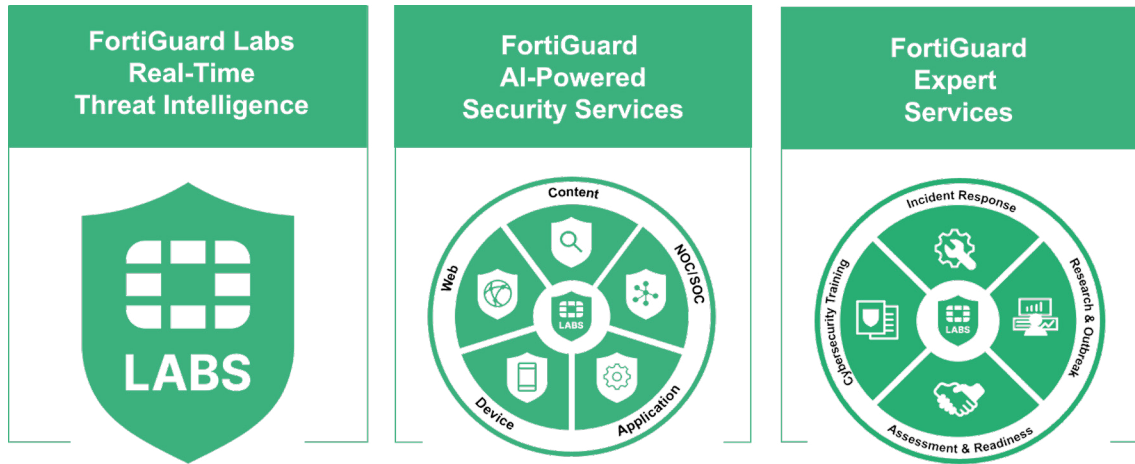 FortiGuard Labs
Real-Time
Threat Intelligence
LABS
FortiGuard
AI-Powered
Security Services
Content
NOC/SOC
Application
Device
Web
LABS
FortiGuard
Expert
Services
Incident Response
Research & Outbreak
Assessment & Readiness
Cybersecurity Training
LABS